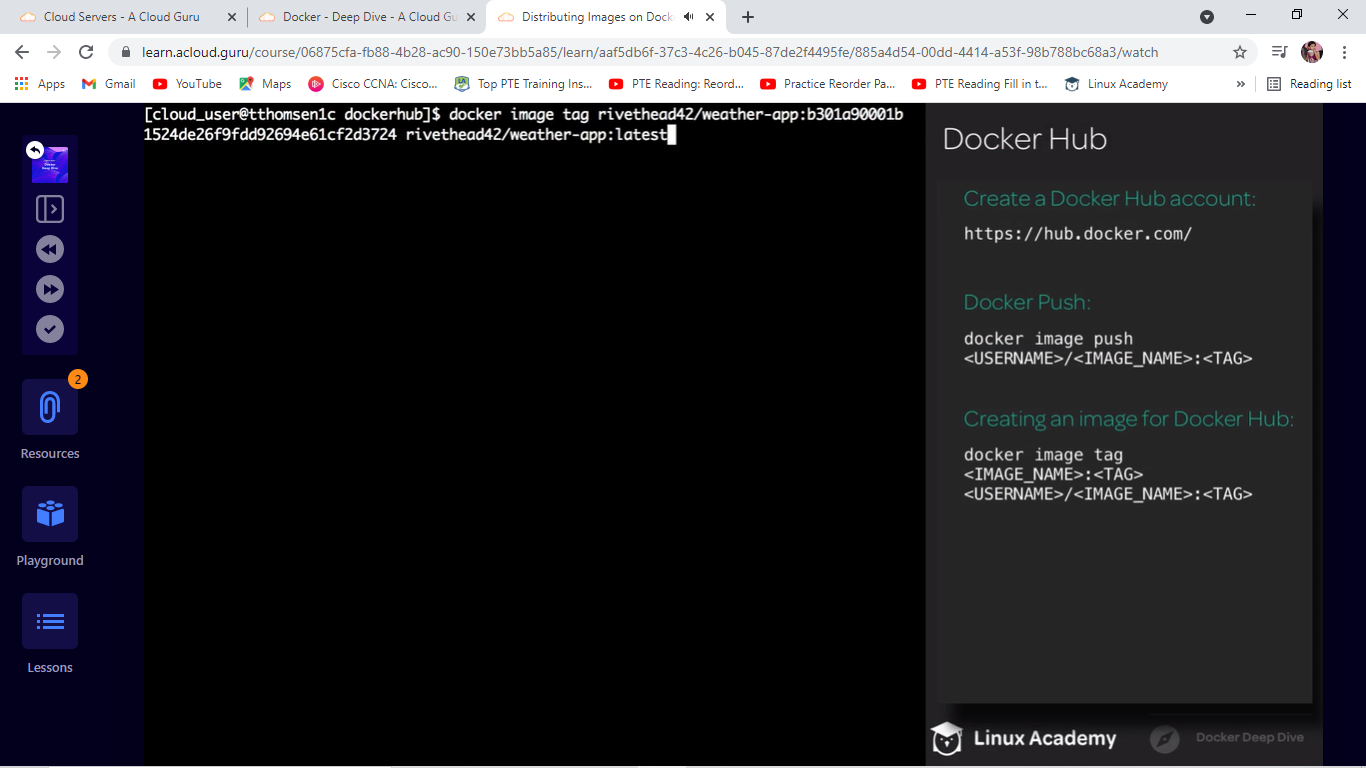 Cloud Servers - A Cloud Guru
Docker - Deep Dive - A Cloud Gu
Distributing Images on Dock
learn.acloud.guru/course/06875cfa-fb88-4b28-ac90-150e73bb5a85/learn/aaf5db6f-37c3-4c26-b045-87de2f4495fe/885a4d54-00dd-4414-a53f-98b788bc68a3/watch
Apps
Gmail
YouTube
Maps
Cisco CCNA: Cisco...
Top PTE Training Ins...
PTE Reading: Reord...
Practice Reorder Pa...
PTE Reading Fill in t...
Linux Academy
»
Reading list
[cloud_user@tthomsen1c dockerhub]$ docker image tag rivethead42/weather-app:b301a90001b
1524de26f9fdd92694e61cf2d3724 rivethead42/weather-app:latest
2
Resources
Playground
Lessons
Docker Hub
Create a Docker Hub account:
https://hub.docker.com/
Docker Push:
docker image push
<USERNAME>/<IMAGE_NAME>:<TAG>
Creating an image for Docker Hub:
docker image tag
<IMAGE_NAME>:<TAG>
<USERNAME>/<IMAGE_NAME>:<TAG>
Linux Academy
Docker Deep Dive